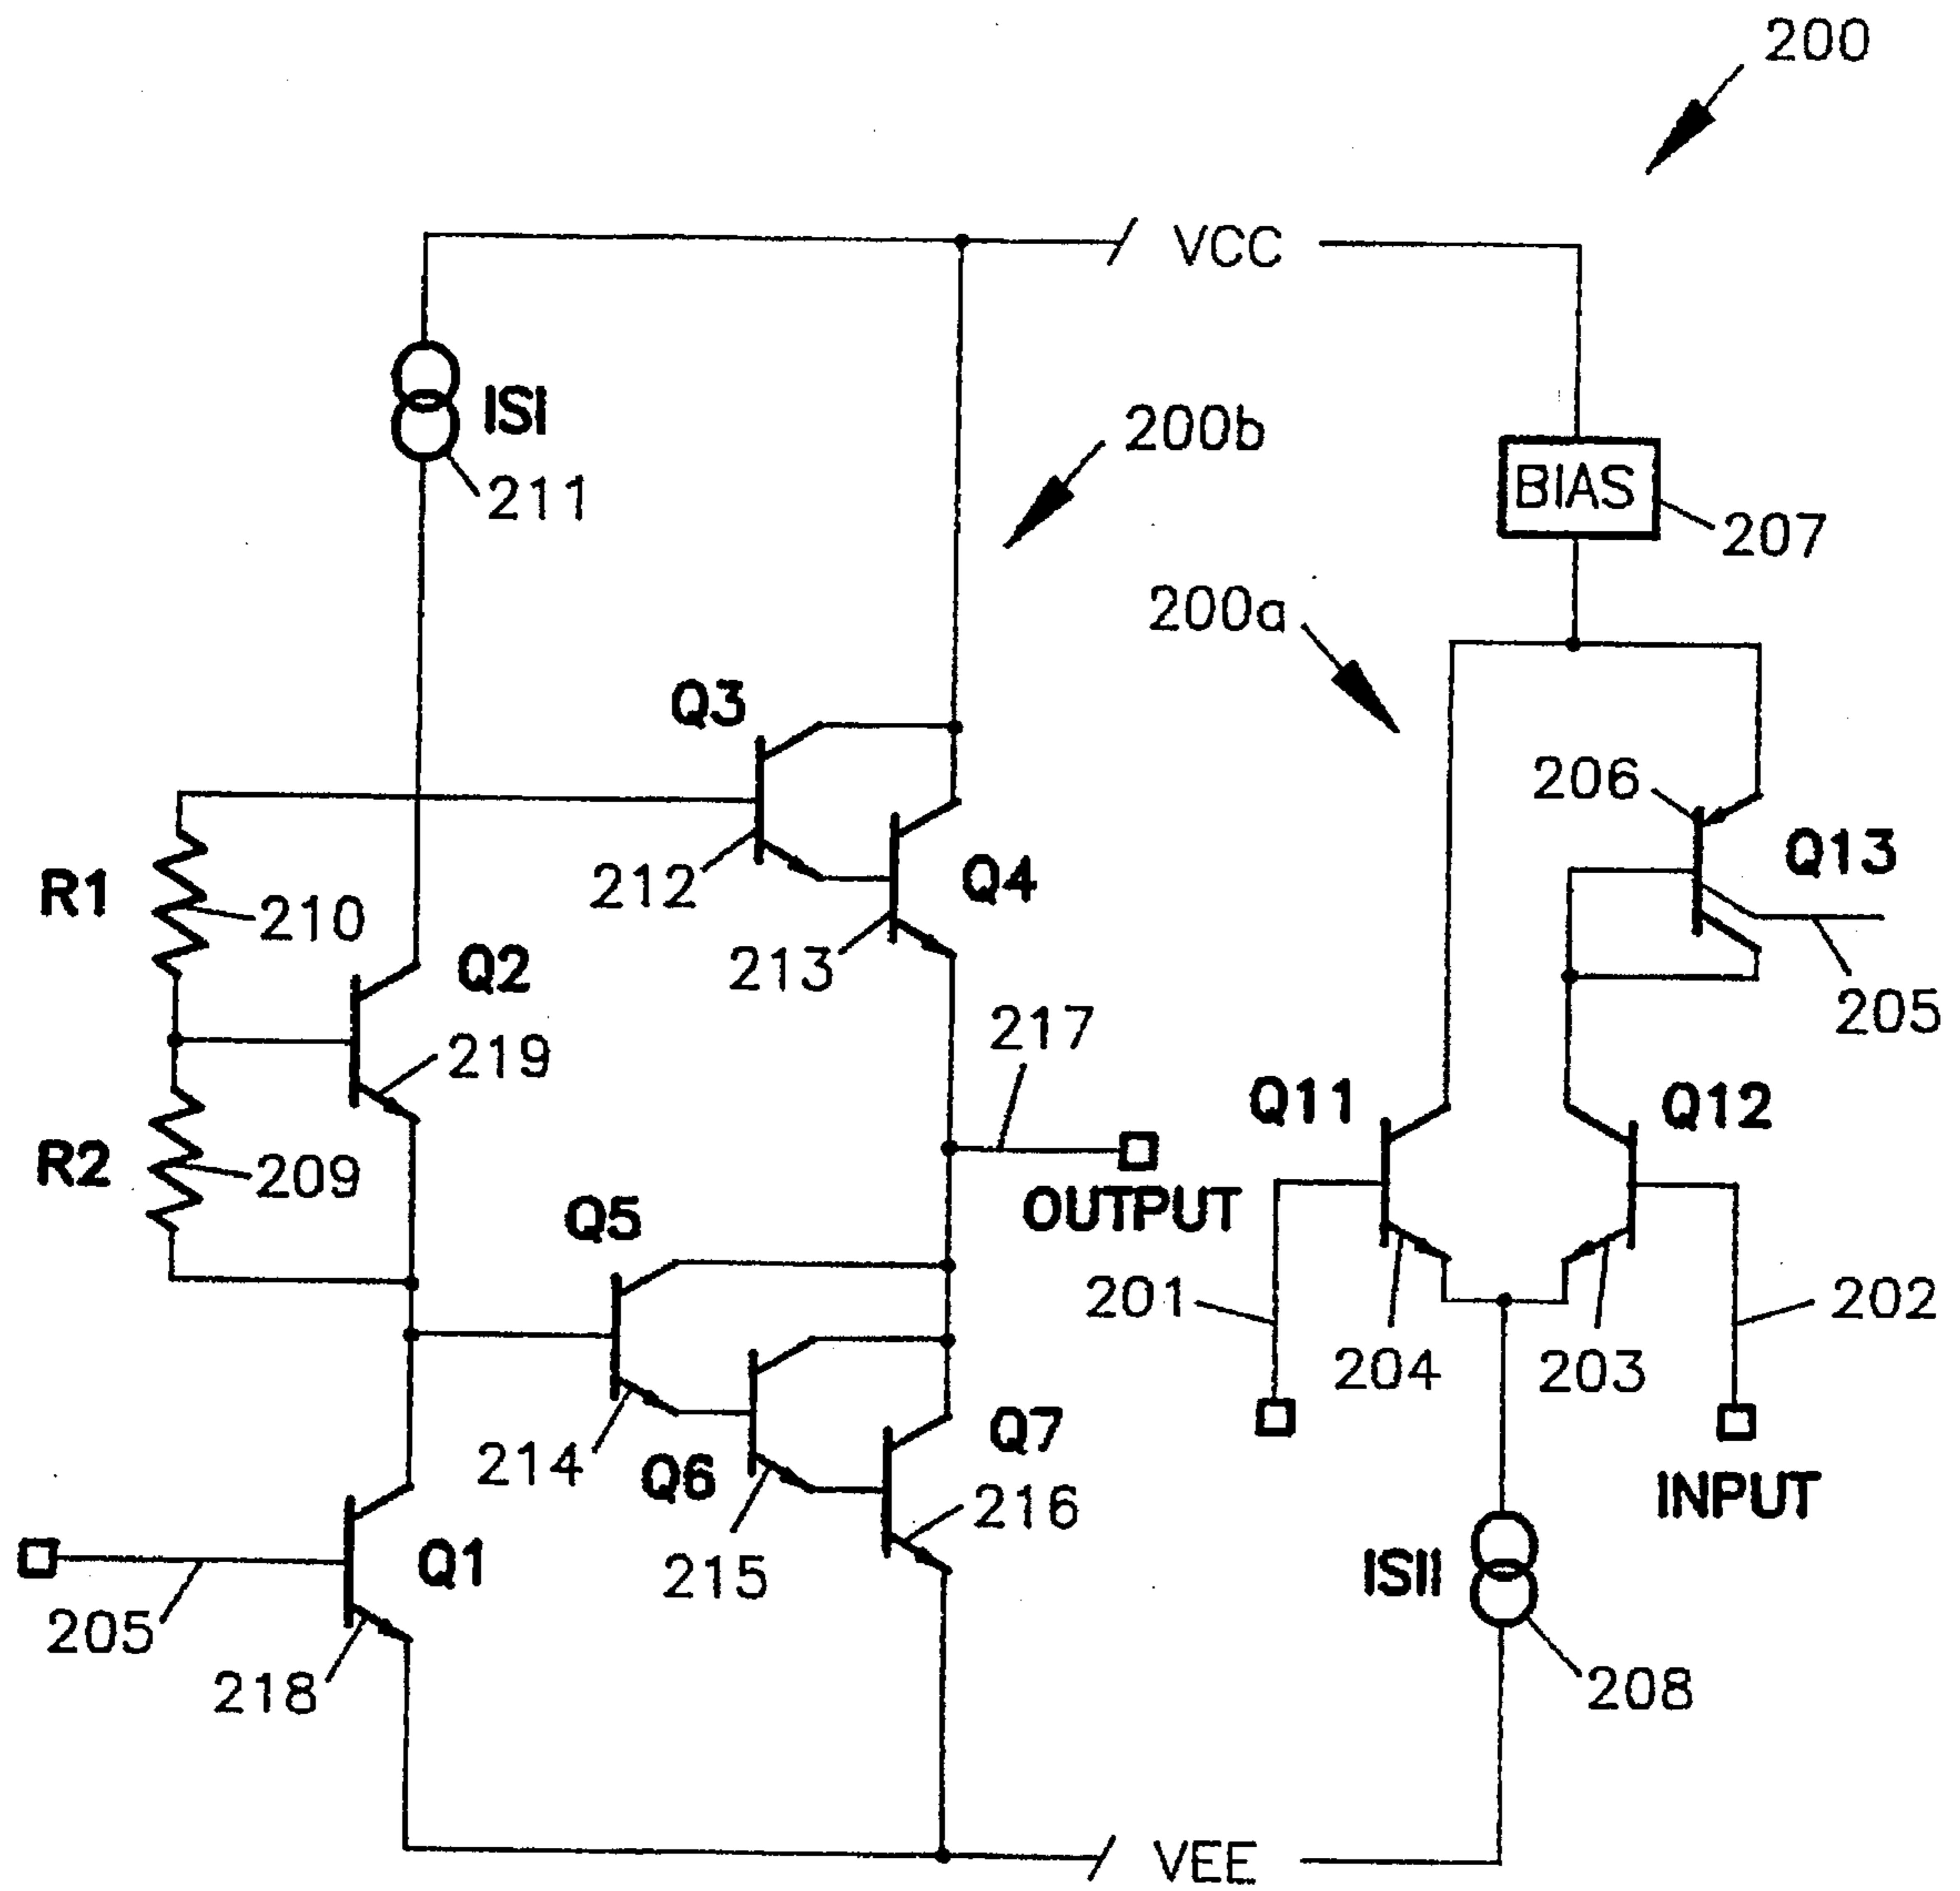 200
VCC
ISI
211
200b
BIAS
207
200a
Q3
206
Q13
212
Q4
R1
210
213
205
Q2
217
219
Q11
Q12
R2
209
Q5
OUTPUT
201
202
204
203
Q7
214
Q6
216
INPUT
215
Q1
ISII
205
218
208
VEE